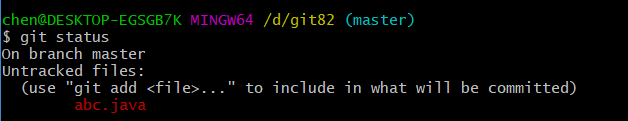 chen@DESKTOP-EGSGB7K MINGW64 /d/git82 (master)
$ git status
On branch master
Untracked files:
  (use "git add <file>..." to include in what will be committed)
        abc.java